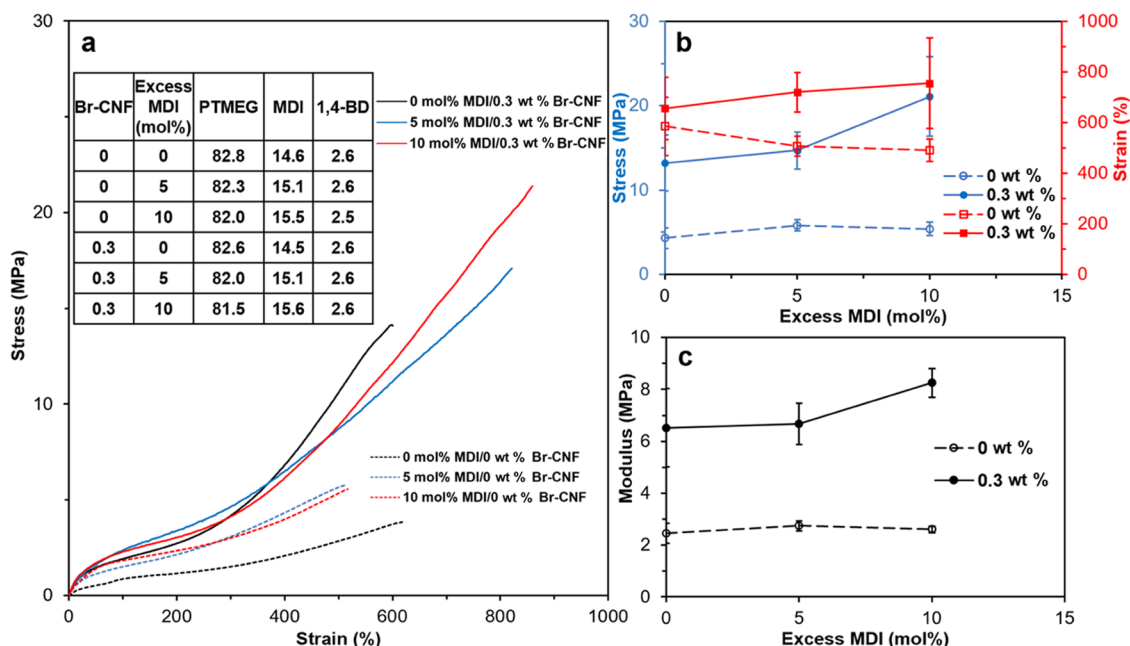 a
30
20
10
0
Stress (MPa)
0
200
400
600
800
1000
Strain (%)
Br-CNF Excess MDI (mol%) PTMEG MDI 1,4-BD
0 0 82.8 14.6 2.6
0 5 82.3 15.1 2.6
0 10 82.0 15.5 2.5
0.3 0 82.6 14.5 2.6
0.3 5 82.0 15.1 2.6
0.3 10 81.5 15.6 2.6
0 mol% MDI/0.3 wt % Br-CNF
5 mol% MDI/0.3 wt % Br-CNF
10 mol% MDI/0.3 wt % Br-CNF
0 mol% MDI/0 wt % Br-CNF
5 mol% MDI/0 wt % Br-CNF
10 mol% MDI/0 wt % Br-CNF
b
30
20
10
0
Stress (MPa)
1000
800
600
400
200
0
Strain (%)
0 wt %
0.3 wt %
0 wt %
0.3 wt %
0
5
10
15
Excess MDI (mol%)
c
10
8
6
4
2
0
Modulus (MPa)
0 wt %
0.3 wt %
0
5
10
15
Excess MDI (mol%)